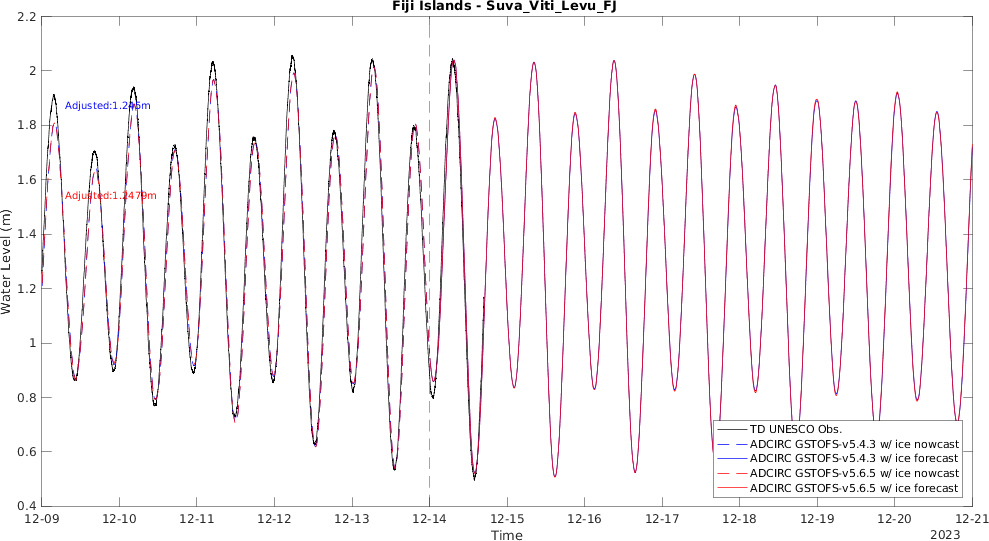 Fiji Islands - Suva_Viti_Levu_FJ
2.2
2
1.8
1.6
1.4
1.2
1
0.8
0.6
0.4
Water Level (m)
Adjusted:1.246m
Adjusted:1.2479m
TD UNESCO Obs.
ADCIRC GSTOFS-v5.4.3 w/ ice nowcast
ADCIRC GSTOFS-v5.4.3 w/ ice forecast
ADCIRC GSTOFS-v5.6.5 w/ ice nowcast
ADCIRC GSTOFS-v5.6.5 w/ ice forecast
12-09 12-10 12-11 12-12 12-13 12-14 12-15 12-16 12-17 12-18 12-19 12-20 12-21
Time
2023